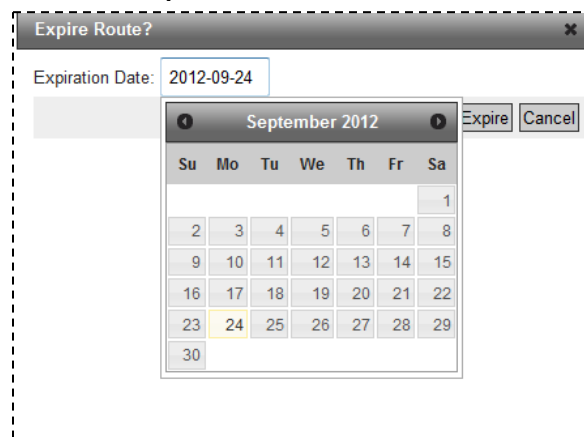 Expire Route?
Expiration Date: 2012-09-24
Expire Cancel
September 2012
Su Mo Tu We Th Fr Sa
1
2 3 4 5 6 7 8
9 10 11 12 13 14 15
16 17 18 19 20 21 22
23 24 25 26 27 28 29
30